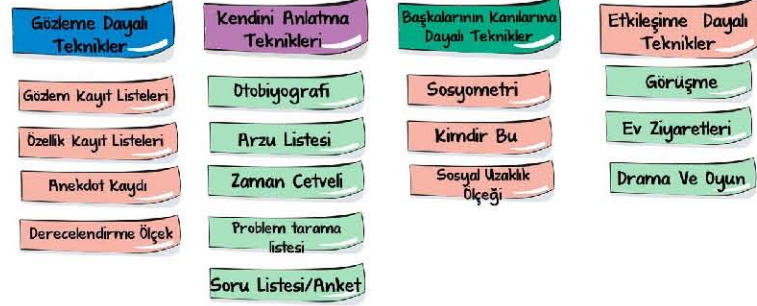 Gözleme Dayalı
Teknikler
Gözlem Kayıt Listeleri
Özellik Kayıt Listeleri
Anekdot Kaydı
Derecelendirme Ölçek
Kendini Anlatma
Teknikleri
Otobiyografi
Arzu Listesi
Zaman Cetveli
Problem tarama
listesi
Soru Listesi/Anket
Başkalarının Kanılarına
Dayalı Teknikler
Sosyometri
Kimdir Bu
Sosyal Uzaklık
Ölçeği
Etkileşime Dayalı
Teknikler
Görüşme
Ev Ziyaretleri
Drama Ve Oyun